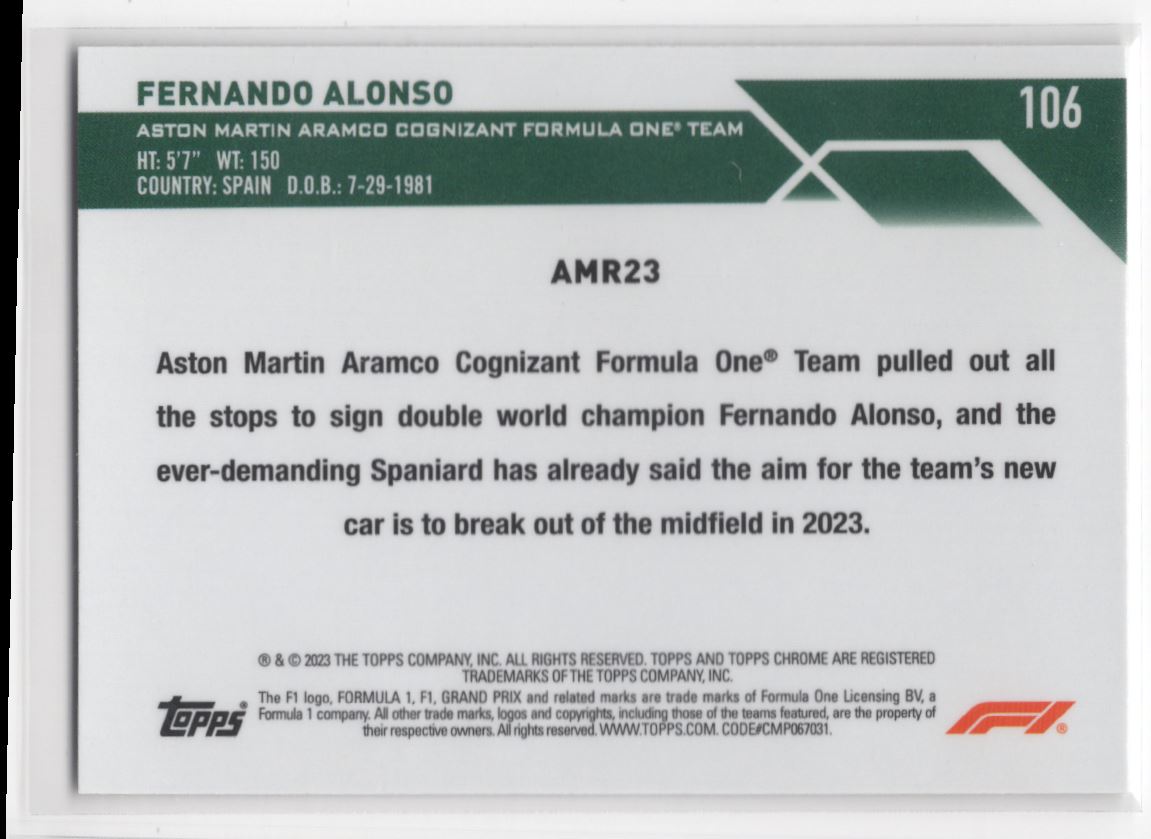 FERNANDO ALONSO
106
ASTON MARTIN ARAMCO COGNIZANT FORMULA ONE® TEAM
HT: 5'7" WT: 150
COUNTRY: SPAIN D.O.B.: 7-29-1981
AMR23
Aston Martin Aramco Cognizant Formula One® Team pulled out all
the stops to sign double world champion Fernando Alonso, and the
ever-demanding Spaniard has already said the aim for the team's new
car is to break out of the midfield in 2023.
® & © 2023 THE TOPPS COMPANY, INC. ALL RIGHTS RESERVED. TOPPS AND TOPPS CHROME ARE REGISTERED
TRADEMARKS OF THE TOPPS COMPANY, INC.
The F1 logo, FORMULA 1, F1, GRAND PRIX and related marks are trade marks of Formula One Licensing BV, a
Formula 1 company. All other trade marks, logos and copyrights, including those of the teams featured, are the property of
their respective owners. All rights reserved. WWW.TOPPS.COM. CODE#CMP067031.
topps®
F1®